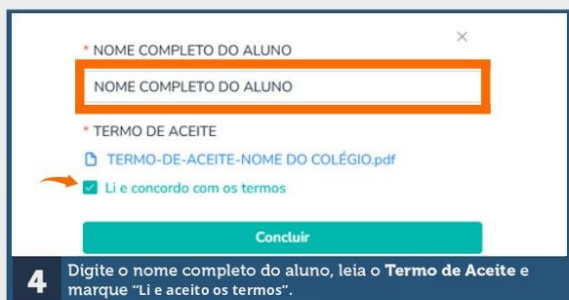 * NOME COMPLETO DO ALUNO
NOME COMPLETO DO ALUNO
* TERMO DE ACEITE
TERMO-DE-ACEITE-NOME DO COLÉGIO.pdf
Li e concordo com os termos
Concluir
4 Digite o nome completo do aluno, leia o Termo de Aceite e
marque “Li e aceito os termos”.